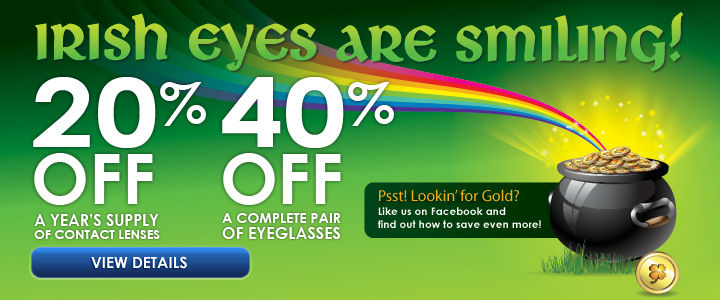 IRISH EYES ARE SMILING!
20% OFF
A YEAR'S SUPPLY
OF CONTACT LENSES
40% OFF
A COMPLETE PAIR
OF EYEGLASSES
Psst! Lookin' for Gold?
Like us on Facebook and
find out how to save even more!
VIEW DETAILS